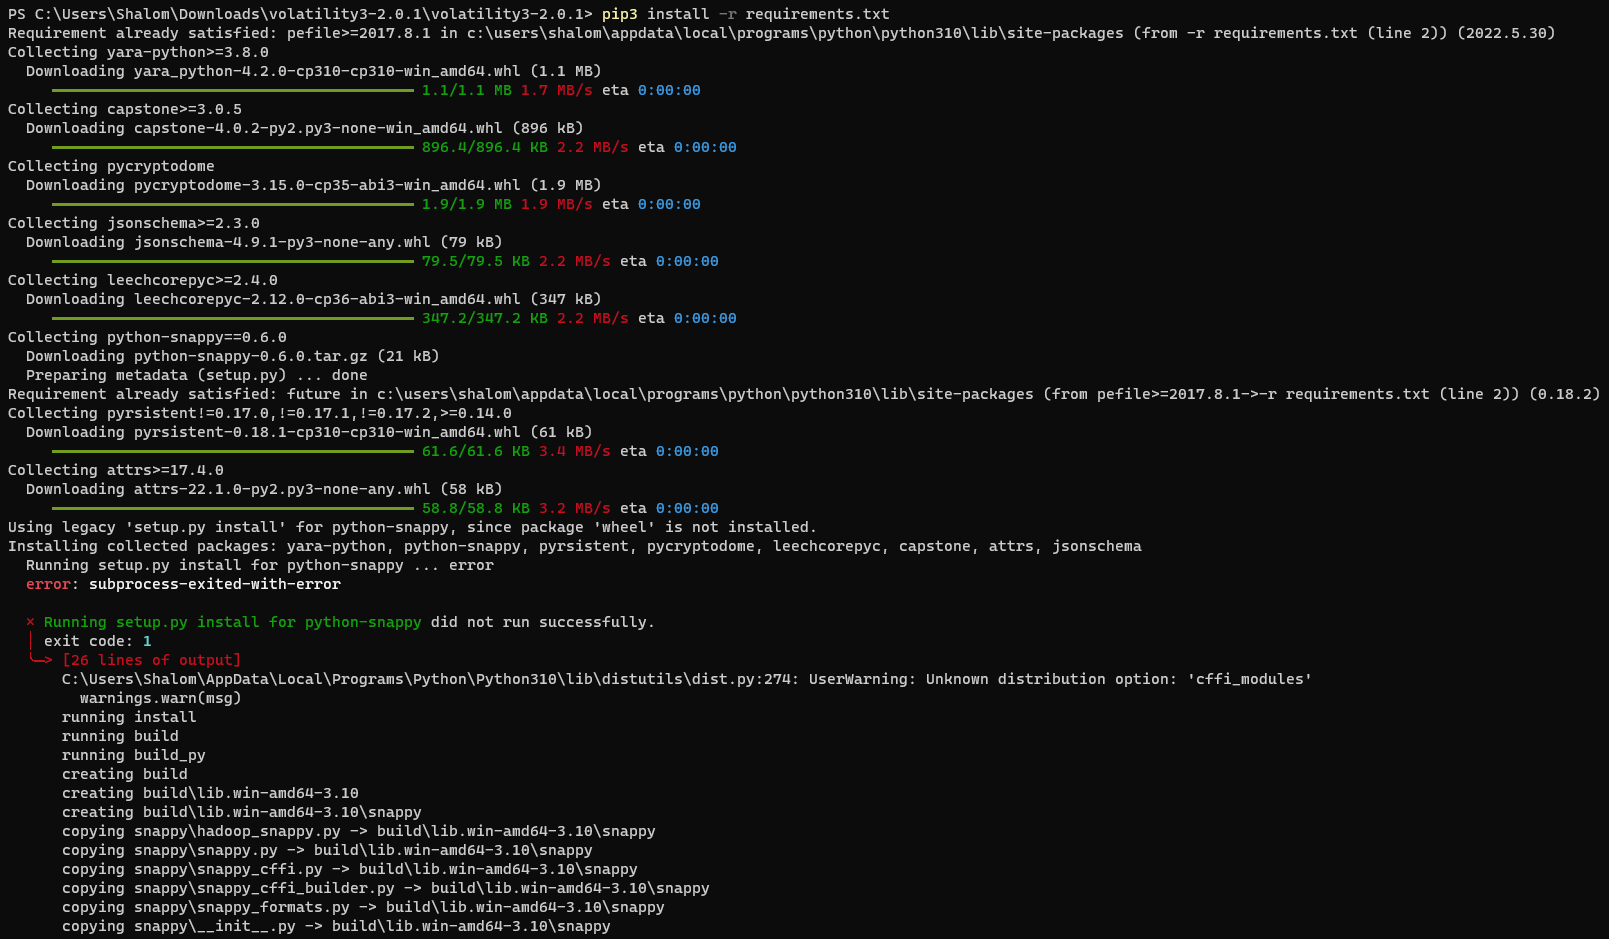 PS C:\Users\Shalom\Downloads\volatility3-2.0.1\volatility3-2.0.1> pip3 install -r requirements.txt
Requirement already satisfied: pefile>=2017.8.1 in c:\users\shalom\appdata\local\programs\python\python310\lib\site-packages (from -r requirements.txt (line 2)) (2022.5.30)
Collecting yara-python>=3.8.0
  Downloading yara_python-4.2.0-cp310-cp310-win_amd64.whl (1.1 MB)
     1.1/1.1 MB 1.7 MB/s eta 0:00:00
Collecting capstone>=3.0.5
  Downloading capstone-4.0.2-py2.py3-none-win_amd64.whl (896 kB)
     896.4/896.4 KB 2.2 MB/s eta 0:00:00
Collecting pycryptodome
  Downloading pycryptodome-3.15.0-cp35-abi3-win_amd64.whl (1.9 MB)
     1.9/1.9 MB 1.9 MB/s eta 0:00:00
Collecting jsonschema>=2.3.0
  Downloading jsonschema-4.9.1-py3-none-any.whl (79 kB)
     79.5/79.5 KB 2.2 MB/s eta 0:00:00
Collecting leechcorepyc>=2.4.0
  Downloading leechcorepyc-2.12.0-cp36-abi3-win_amd64.whl (347 kB)
     347.2/347.2 KB 2.2 MB/s eta 0:00:00
Collecting python-snappy==0.6.0
  Downloading python-snappy-0.6.0.tar.gz (21 kB)
  Preparing metadata (setup.py) ... done
Requirement already satisfied: future in c:\users\shalom\appdata\local\programs\python\python310\lib\site-packages (from pefile>=2017.8.1->-r requirements.txt (line 2)) (0.18.2)
Collecting pyrsistent!=0.17.0,!=0.17.1,!=0.17.2,>=0.14.0
  Downloading pyrsistent-0.18.1-cp310-cp310-win_amd64.whl (61 kB)
     61.6/61.6 KB 3.4 MB/s eta 0:00:00
Collecting attrs>=17.4.0
  Downloading attrs-22.1.0-py2.py3-none-any.whl (58 kB)
     58.8/58.8 KB 3.2 MB/s eta 0:00:00
Using legacy 'setup.py install' for python-snappy, since package 'wheel' is not installed.
Installing collected packages: yara-python, python-snappy, pyrsistent, pycryptodome, leechcorepyc, capstone, attrs, jsonschema
  Running setup.py install for python-snappy ... error
  error: subprocess-exited-with-error

  × Running setup.py install for python-snappy did not run successfully.
  │ exit code: 1
  ╰─> [26 lines of output]
      C:\Users\Shalom\AppData\Local\Programs\Python\Python310\lib\distutils\dist.py:274: UserWarning: Unknown distribution option: 'cffi_modules'
        warnings.warn(msg)
      running install
      running build
      running build_py
      creating build
      creating build\lib.win-amd64-3.10
      creating build\lib.win-amd64-3.10\snappy
      copying snappy\hadoop_snappy.py -> build\lib.win-amd64-3.10\snappy
      copying snappy\snappy.py -> build\lib.win-amd64-3.10\snappy
      copying snappy\snappy_cffi.py -> build\lib.win-amd64-3.10\snappy
      copying snappy\snappy_cffi_builder.py -> build\lib.win-amd64-3.10\snappy
      copying snappy\snappy_formats.py -> build\lib.win-amd64-3.10\snappy
      copying snappy\__init__.py -> build\lib.win-amd64-3.10\snappy